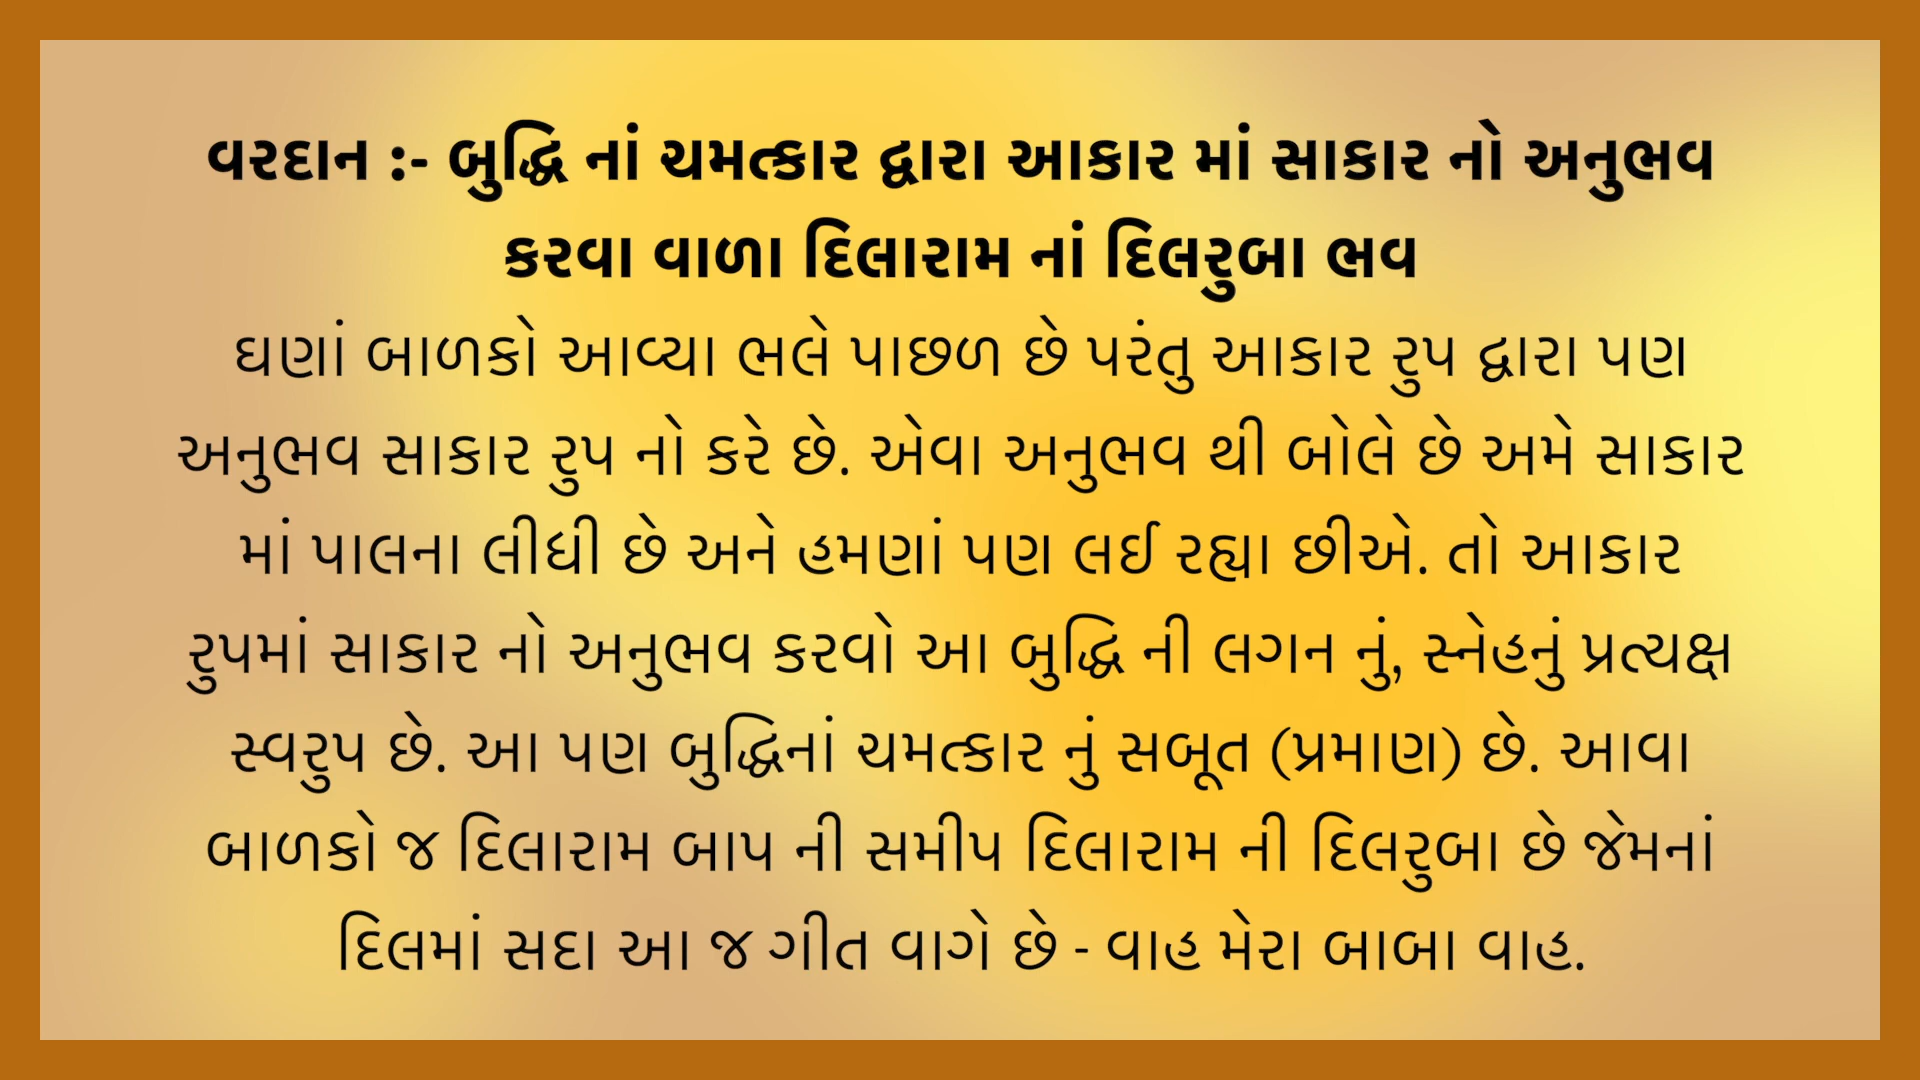 વરદાન :- બુદ્ધિ નાં ચમત્કાર દ્વારા આકાર માં સાકાર નો અનુભવ
કરવા વાળા દિલારામ નાં દિલરુબા ભવ
ઘણાં બાળકો આવ્યા ભલે પાછળ છે પરંતુ આકાર રુપ દ્વારા પણ
અનુભવ સાકાર રુપ નો કરે છે. એવા અનુભવ થી બોલે છે અમે સાકાર
માં પાલના લીધી છે અને હમણાં પણ લઈ રહ્યા છીએ. તો આકાર
રુપમાં સાકાર નો અનુભવ કરવો આ બુદ્ધિ ની લગન નું, સ્નેહનું પ્રત્યક્ષ
સ્વરુપ છે. આ પણ બુદ્ધિનાં ચમત્કાર નું સબૂત (પ્રમાણ) છે. આવા
બાળકો જ દિલારામ બાપ ની સમીપ દિલારામ ની દિલરુબા છે જેમનાં
દિલમાં સદા આ જ ગીત વાગે છે - વાહ મેરા બાબા વાહ.